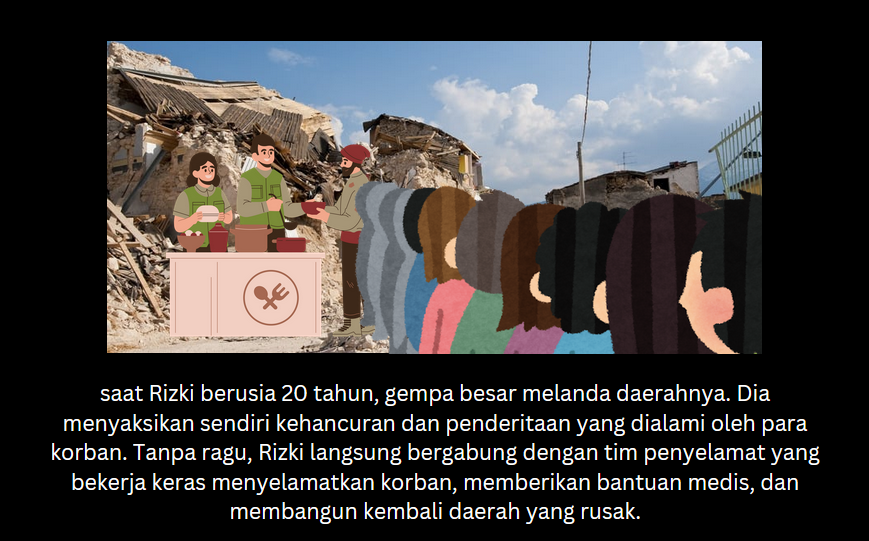 saat Rizki berusia 20 tahun, gempa besar melanda daerahnya. Dia
menyaksikan sendiri kehancuran dan penderitaan yang dialami oleh para
korban. Tanpa ragu, Rizki langsung bergabung dengan tim penyelamat yang
bekerja keras menyelamatkan korban, memberikan bantuan medis, dan
membangun kembali daerah yang rusak.